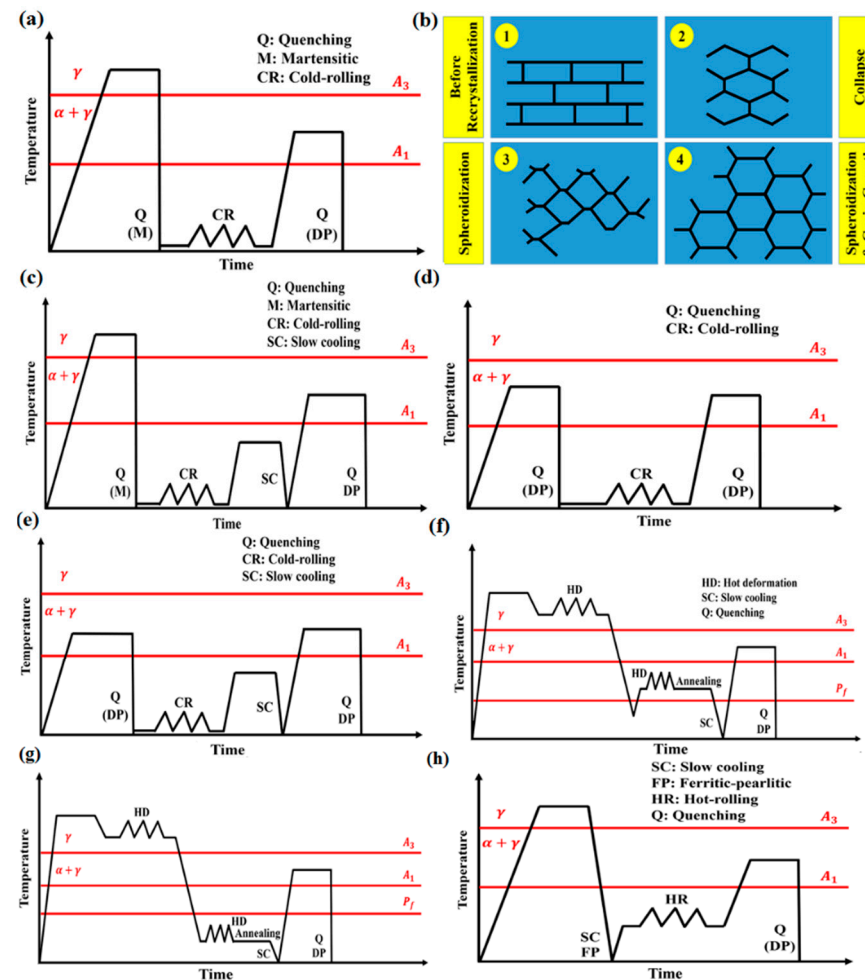 (a)
Q: Quenching
M: Martensitic
CR: Cold-rolling
γ
A3
α + γ
A1
Temperature
CR
Q
(M)
Q
(DP)
Time
(b)
Before
Recrystallization
1
2
Collapse
Spheroidization
3
4
Spheroidization
(c)
Q: Quenching
M: Martensitic
CR: Cold-rolling
SC: Slow cooling
γ
A3
α + γ
A1
Temperature
Q
(M)
CR
SC
Q
DP
Time
(d)
Q: Quenching
CR: Cold-rolling
γ
A3
α + γ
A1
Temperature
Q
(DP)
CR
Q
(DP)
Time
(e)
Q: Quenching
CR: Cold-rolling
SC: Slow cooling
γ
A3
α + γ
A1
Temperature
Q
(DP)
CR
SC
Q
DP
Time
(f)
HD: Hot deformation
SC: Slow cooling
Q: Quenching
HD
γ
A3
α + γ
A1
HD
Annealing
Pf
Temperature
SC
Q
DP
Time
(g)
HD
γ
A3
α + γ
A1
Pf
Temperature
HD
Annealing
SC
Q
DP
Time
(h)
SC: Slow cooling
FP: Ferritic-pearlitic
HR: Hot-rolling
Q: Quenching
γ
A3
α + γ
A1
Temperature
HR
SC
FP
Q
(DP)
Time